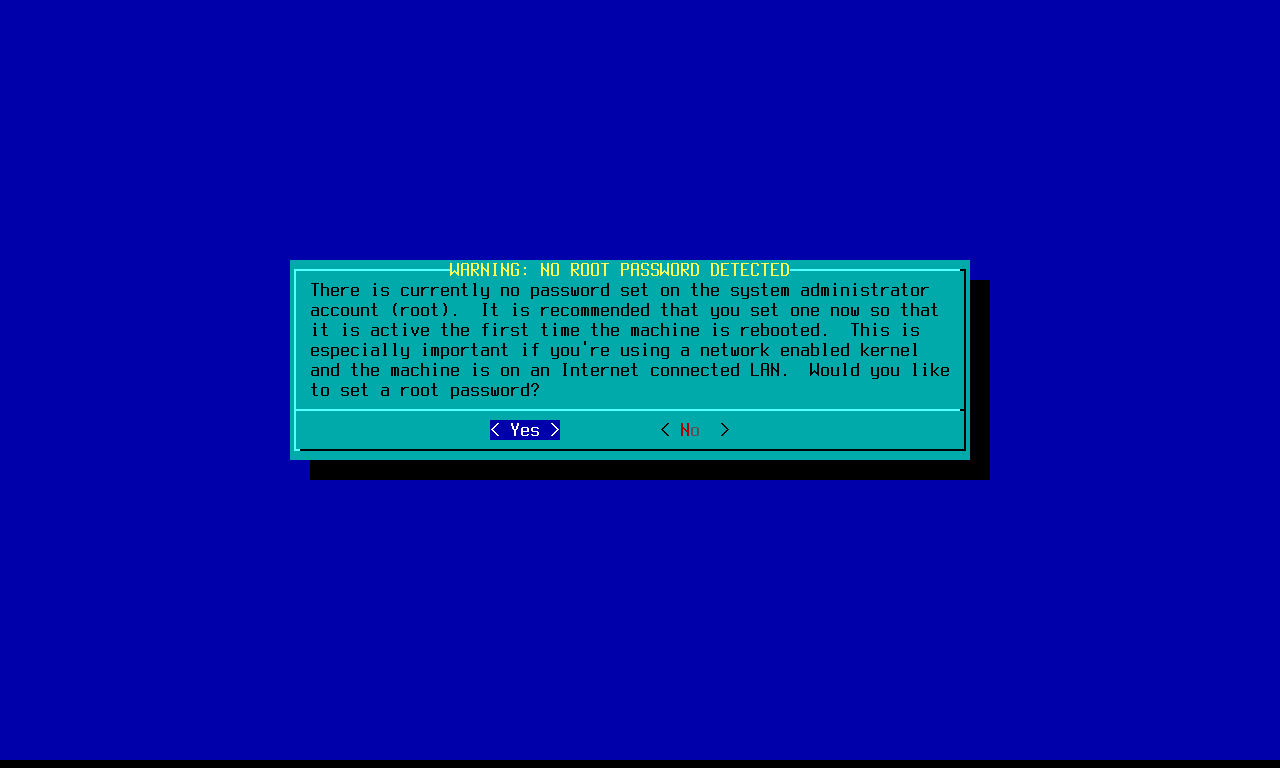 WARNING: NO ROOT PASSWORD DETECTED
There is currently no password set on the system administrator
account (root).  It is recommended that you set one now so that
it is active the first time the machine is rebooted.  This is
especially important if you're using a network enabled kernel
and the machine is on an Internet connected LAN.  Would you like
to set a root password?
< Yes > < No >